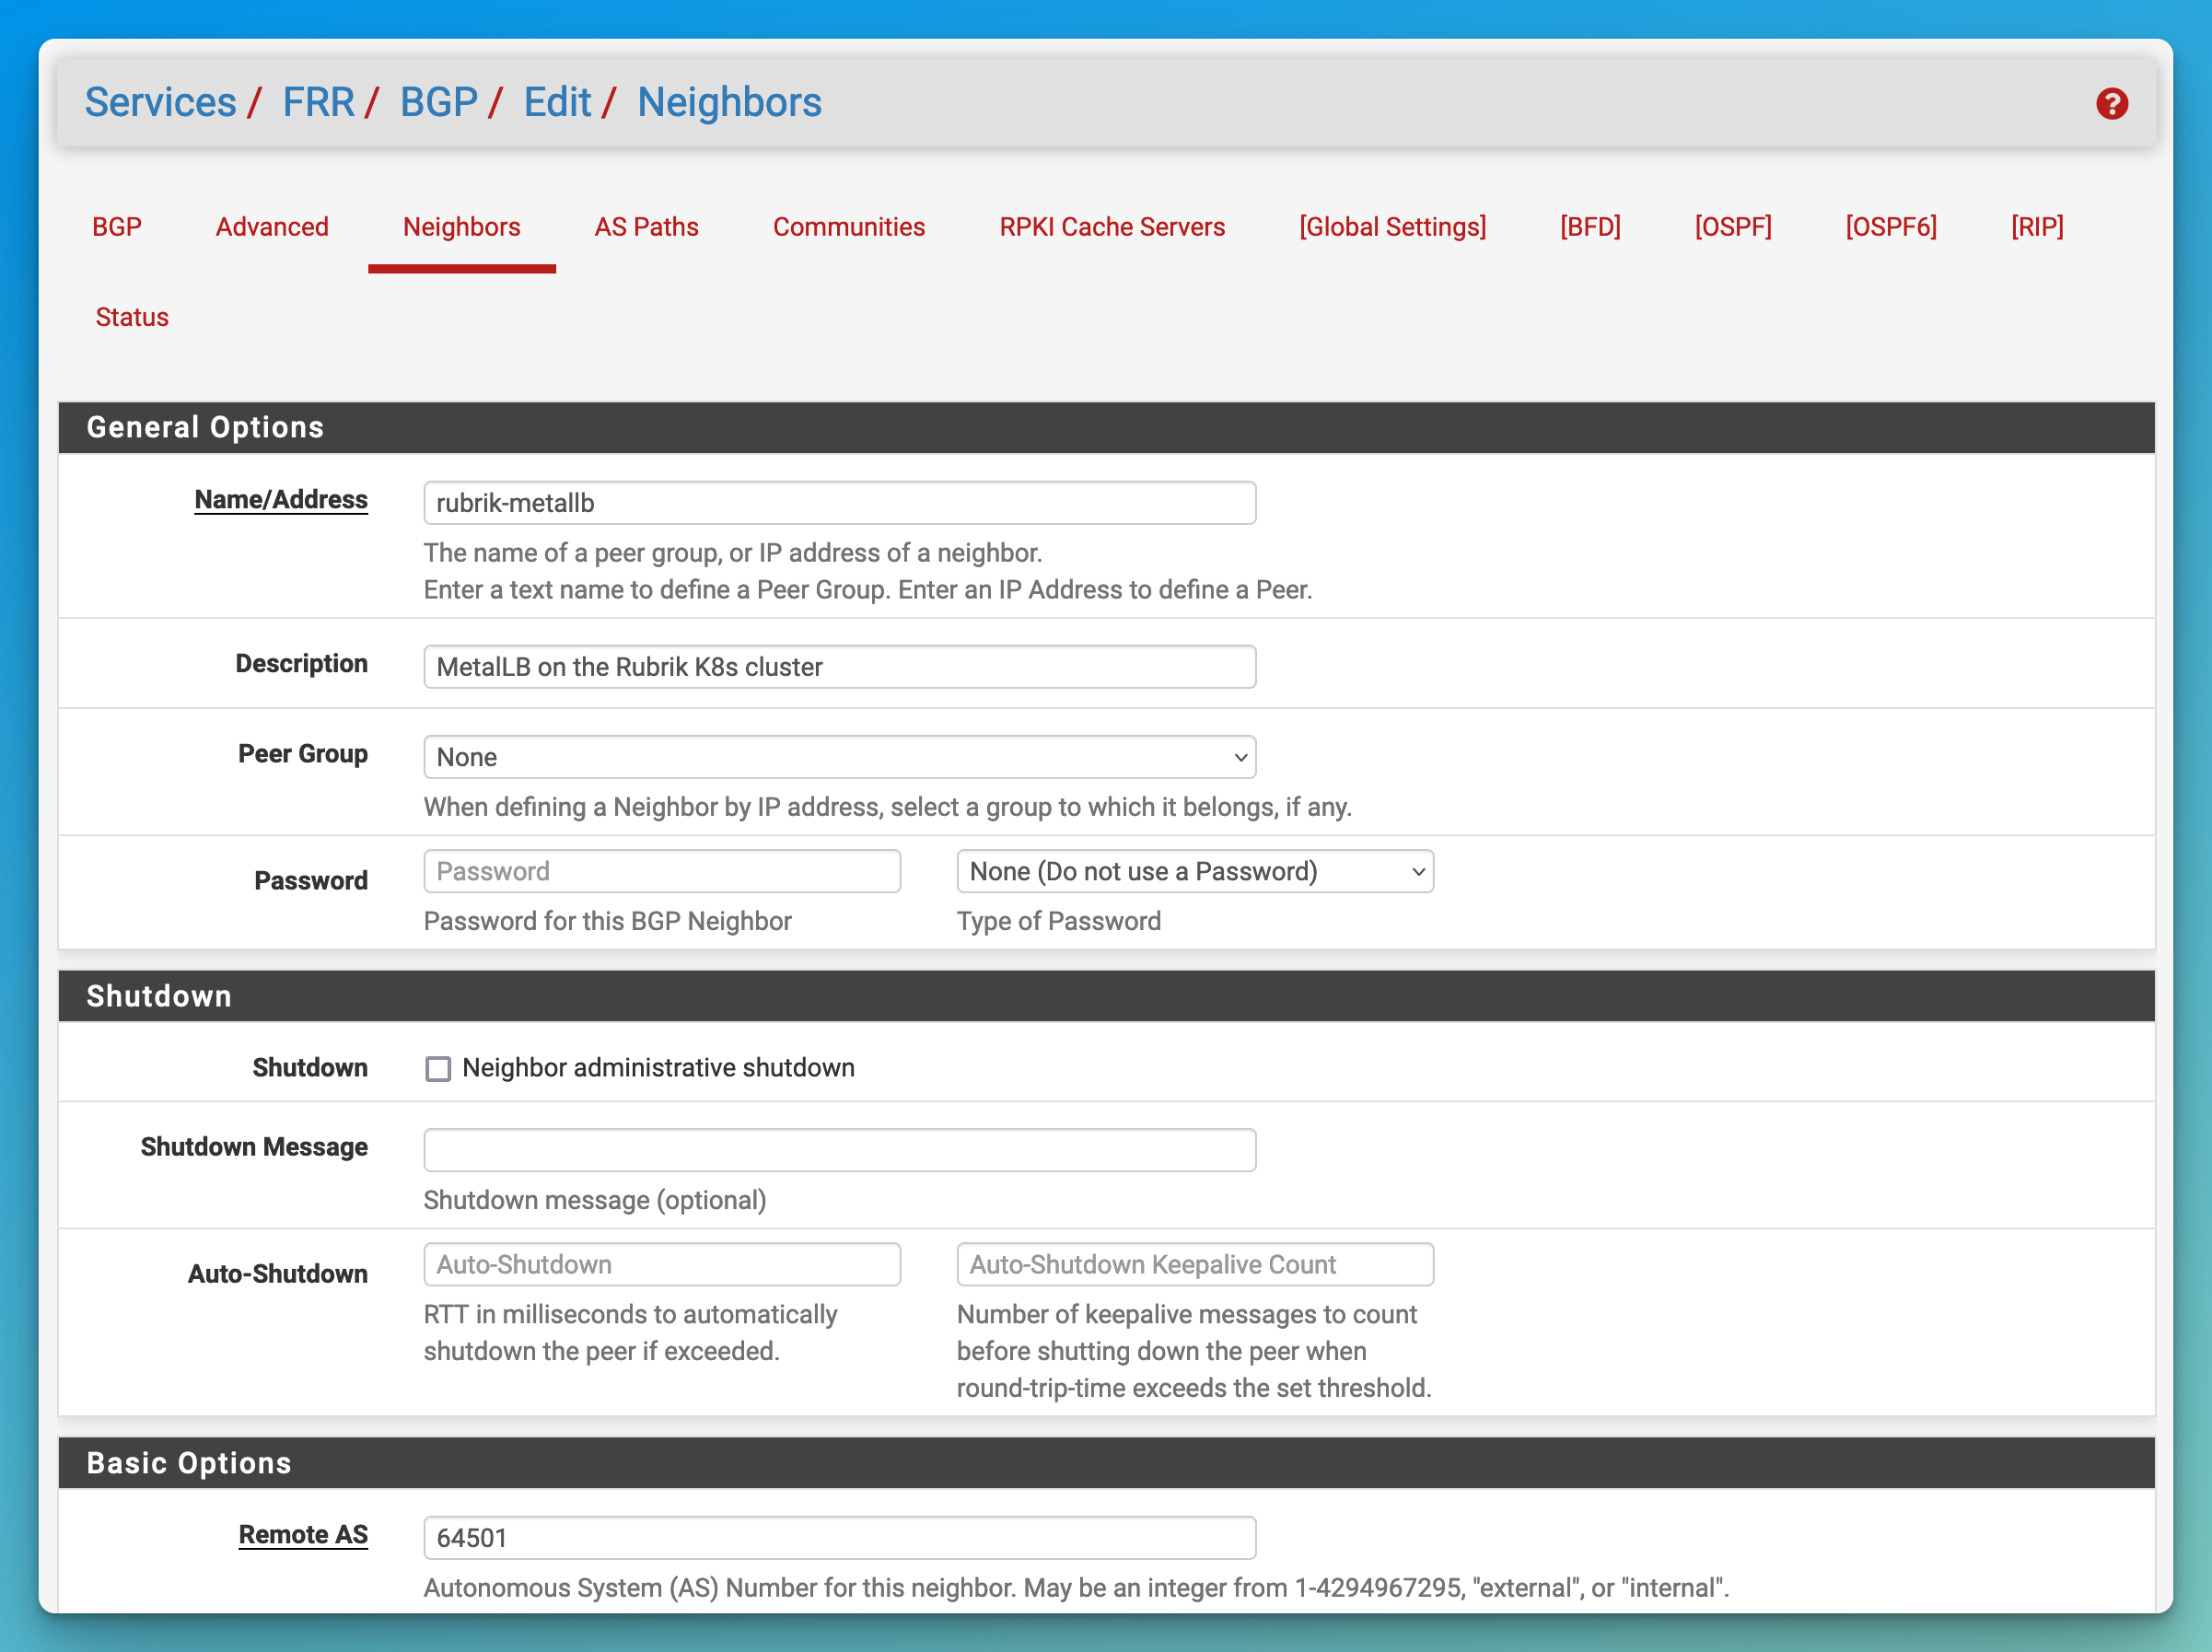 Services / FRR / BGP / Edit / Neighbors
BGP Advanced Neighbors AS Paths Communities RPKI Cache Servers [Global Settings] [BFD] [OSPF] [OSPF6] [RIP]
Status
General Options
Name/Address rubrik-metallb
The name of a peer group, or IP address of a neighbor.
Enter a text name to define a Peer Group. Enter an IP Address to define a Peer.
Description MetalLB on the Rubrik K8s cluster
Peer Group None
When defining a Neighbor by IP address, select a group to which it belongs, if any.
Password Password None (Do not use a Password)
Password for this BGP Neighbor Type of Password
Shutdown
Shutdown Neighbor administrative shutdown
Shutdown Message
Shutdown message (optional)
Auto-Shutdown Auto-Shutdown Auto-Shutdown Keepalive Count
RTT in milliseconds to automatically Number of keepalive messages to count
shutdown the peer if exceeded. before shutting down the peer when
round-trip-time exceeds the set threshold.
Basic Options
Remote AS 64501
Autonomous System (AS) Number for this neighbor. May be an integer from 1-4294967295, "external", or "internal".